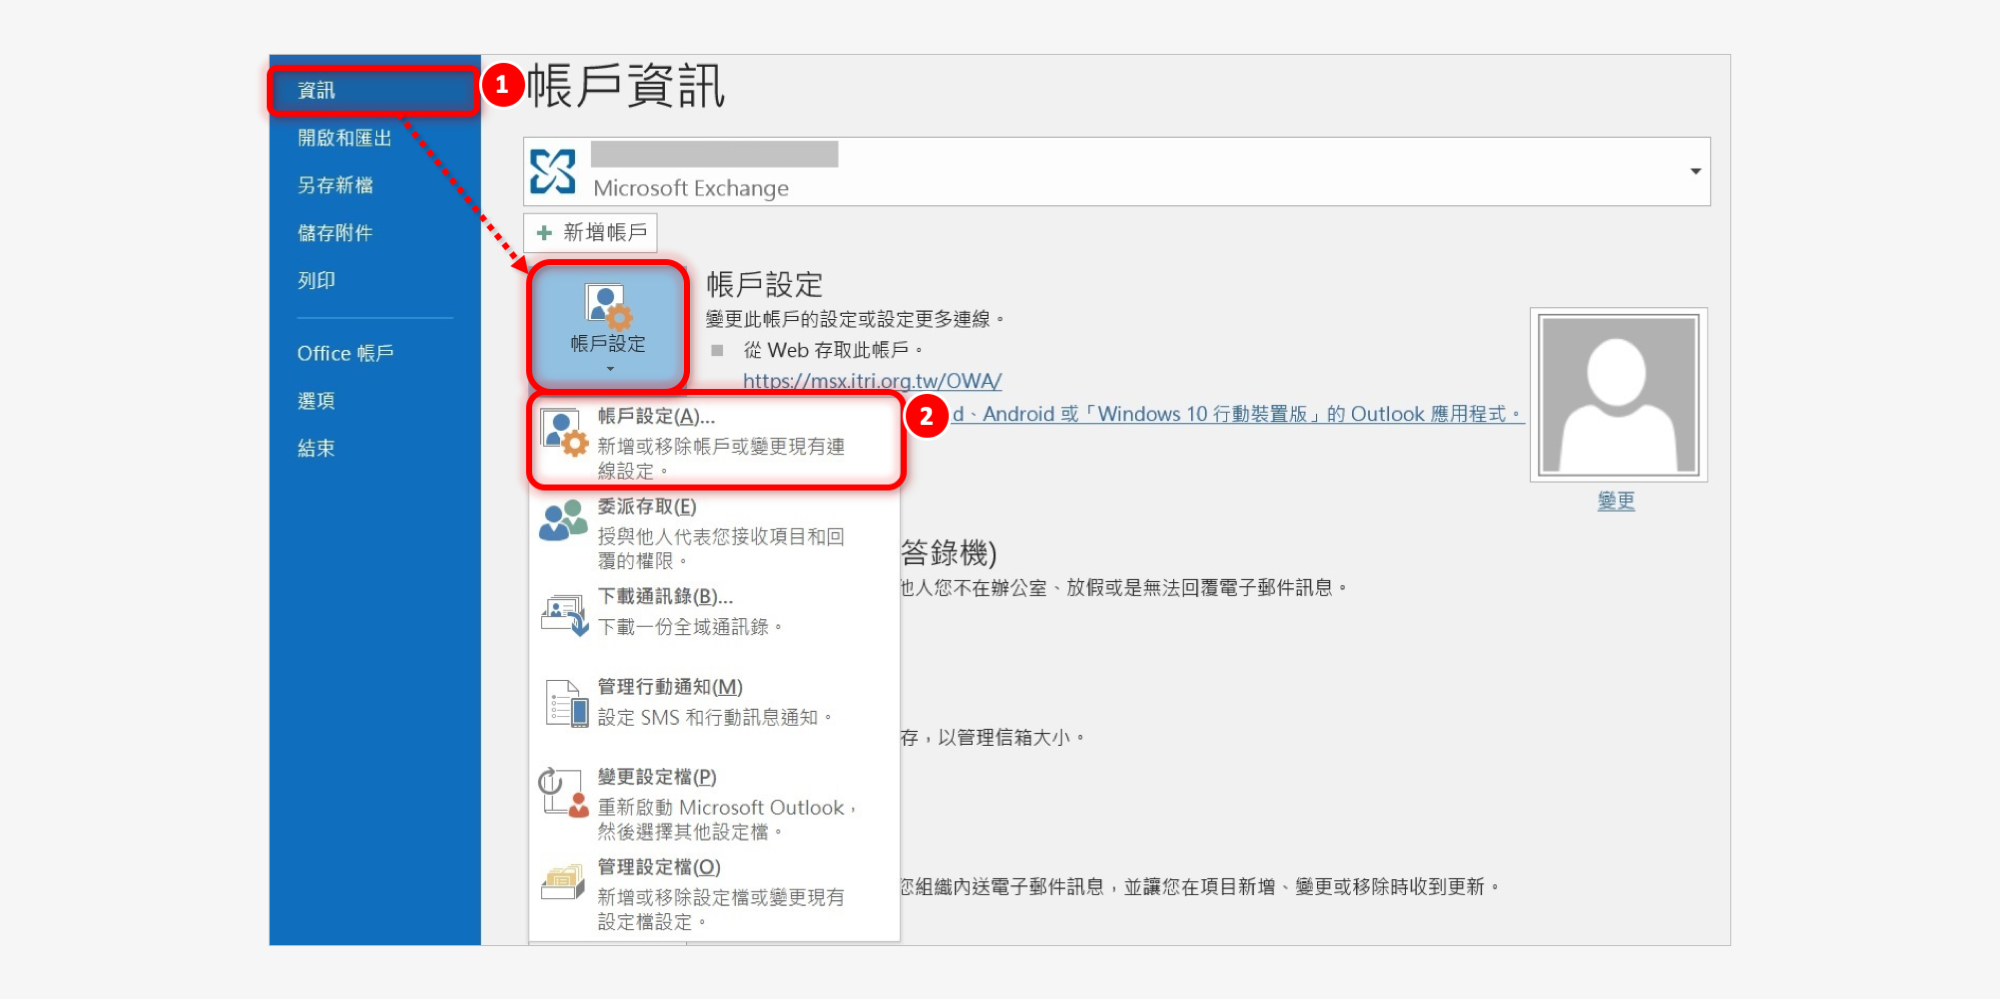 資訊
開啟和匯出
另存新檔
儲存附件
列印
Office 帳戶
選項
結束
1
帳戶資訊
Microsoft Exchange
新增帳戶
帳戶設定
帳戶設定
變更此帳戶的設定或設定更多連線。
從 Web 存取此帳戶。
https://msx.itri.org.tw/OWA/
d、Android 或「Windows 10 行動裝置版」的 Outlook 應用程式。
變更
2
帳戶設定(A)...
新增或移除帳戶或變更現有連
線設定。
委派存取(E)
授與他人代表您接收項目和回
覆的權限。
下載通訊錄(B)...
下載一份全域通訊錄。
管理行動通知(M)
設定 SMS 和行動訊息通知。
變更設定檔(P)
重新啟動 Microsoft Outlook，
然後選擇其他設定檔。
管理設定檔(O)
新增或移除設定檔或變更現有
設定檔設定。
答錄機)
他人您不在辦公室、放假或是無法回覆電子郵件訊息。
存，以管理信箱大小。
您組織內送電子郵件訊息，並讓您在項目新增、變更或移除時收到更新。